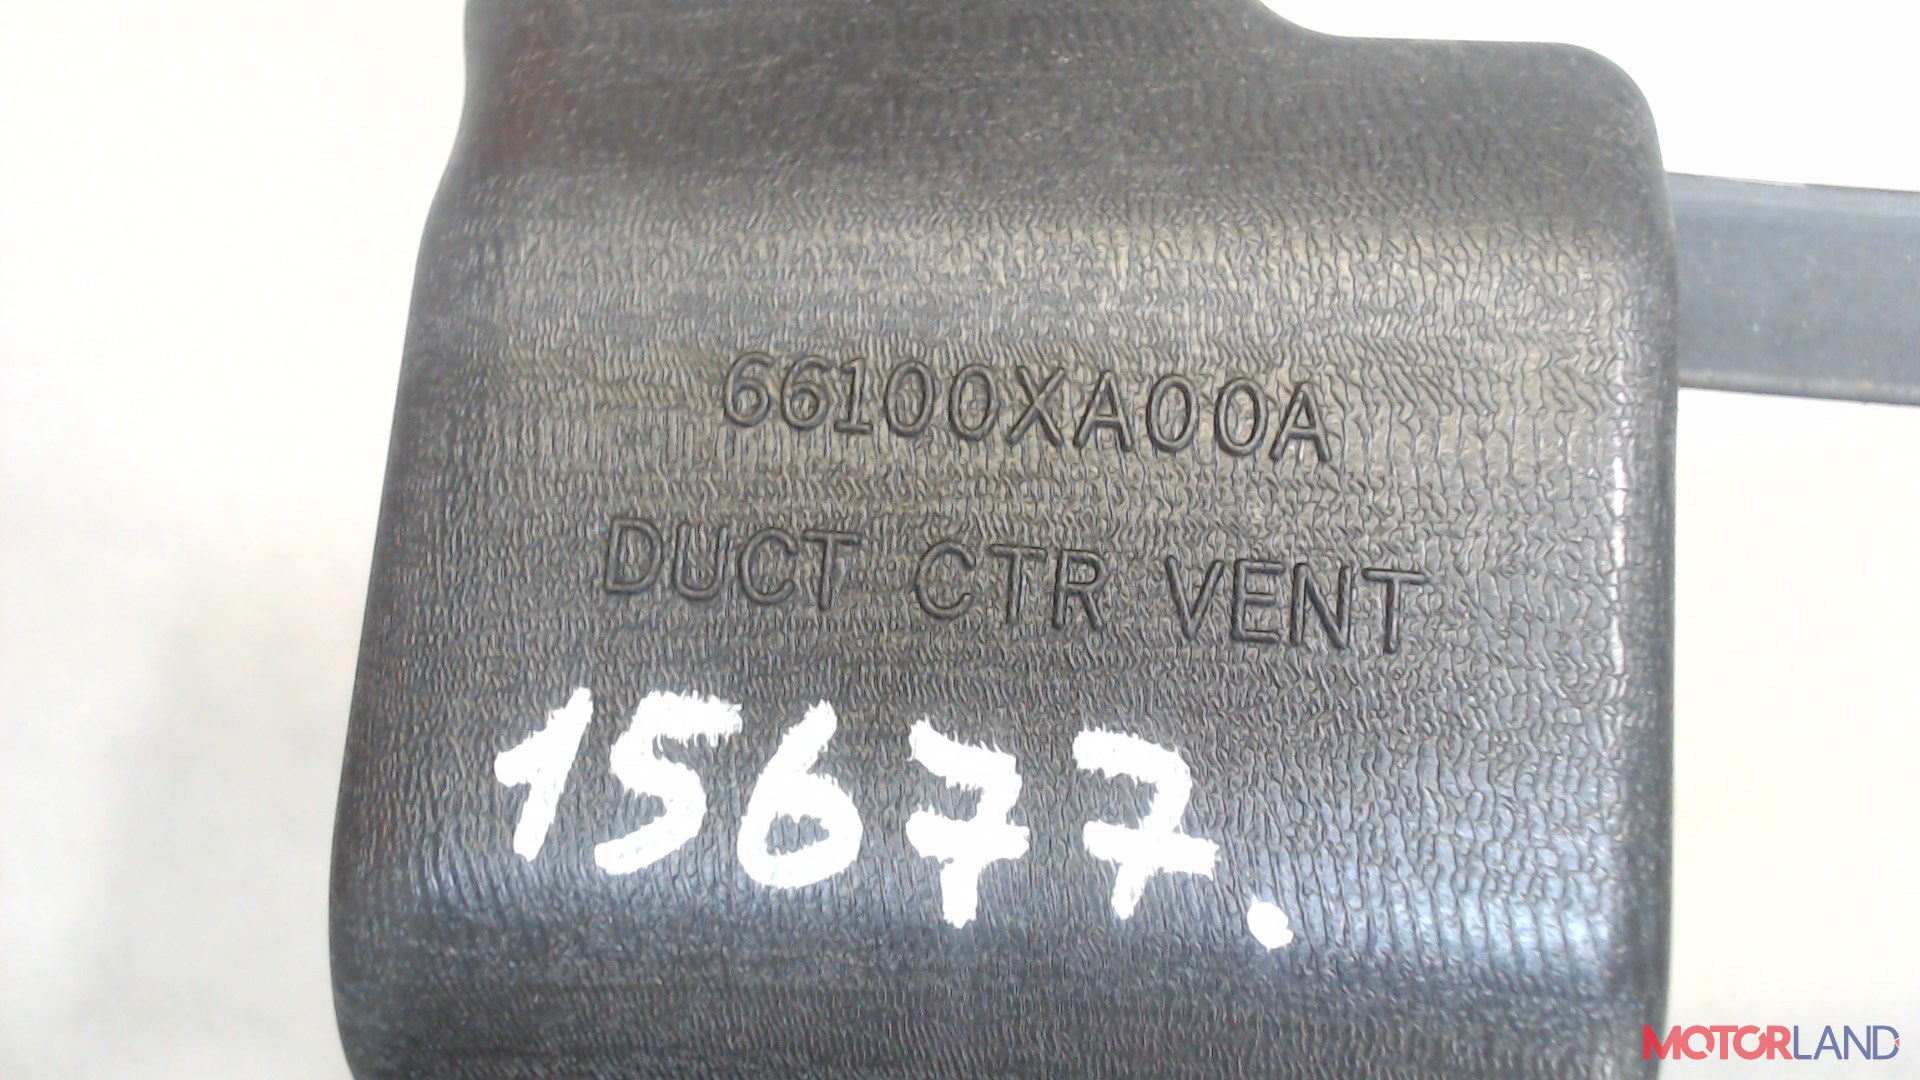 66100XA00A
DUCT CTR VENT
15677.
MOTORLAND